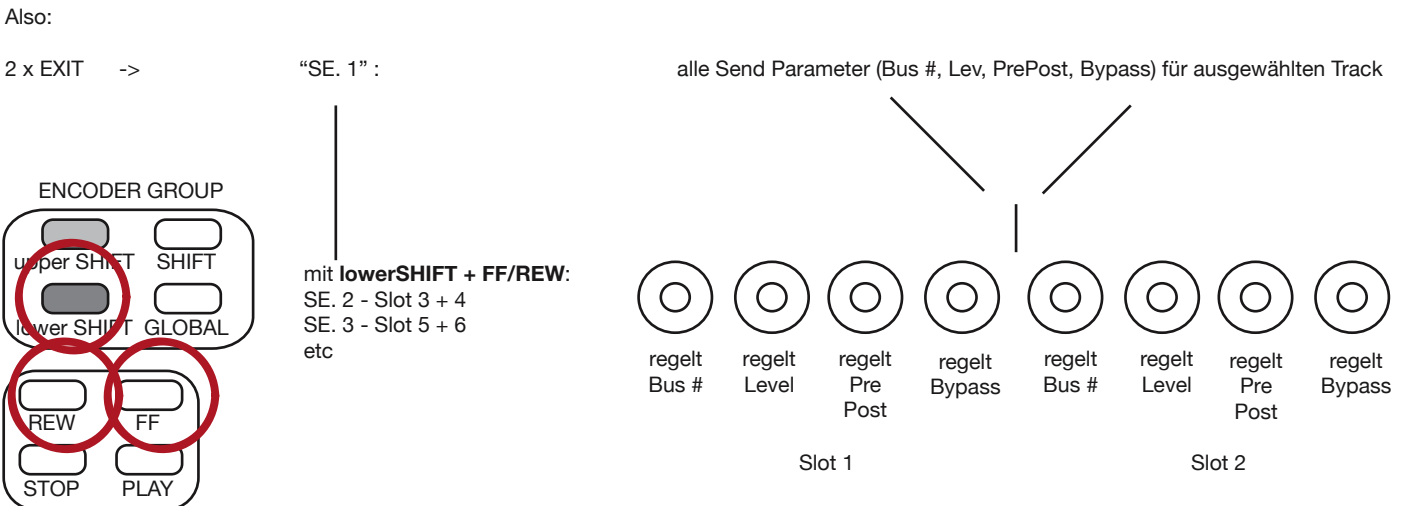 Also:
2 x EXIT -> "SE. 1" : alle Send Parameter (Bus #, Lev, PrePost, Bypass) für ausgewählten Track
ENCODER GROUP
upper SHIFT SHIFT
lower SHIFT GLOBAL
REW FF
STOP PLAY
mit lowerSHIFT + FF/REW:
SE. 2 - Slot 3 + 4
SE. 3 - Slot 5 + 6
etc
regelt Bus #
regelt Level
regelt Pre Post
regelt Bypass
regelt Bus #
regelt Level
regelt Pre Post
regelt Bypass
Slot 1
Slot 2